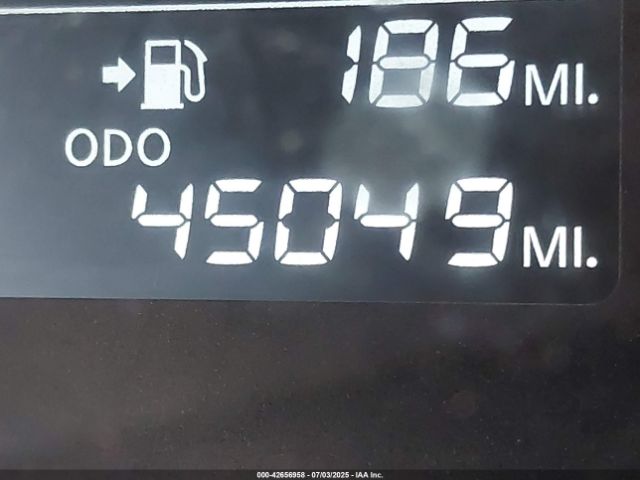 186 MI.
ODO
45049 MI.
000-42656958 - 07/03/2025 - IAA Inc.